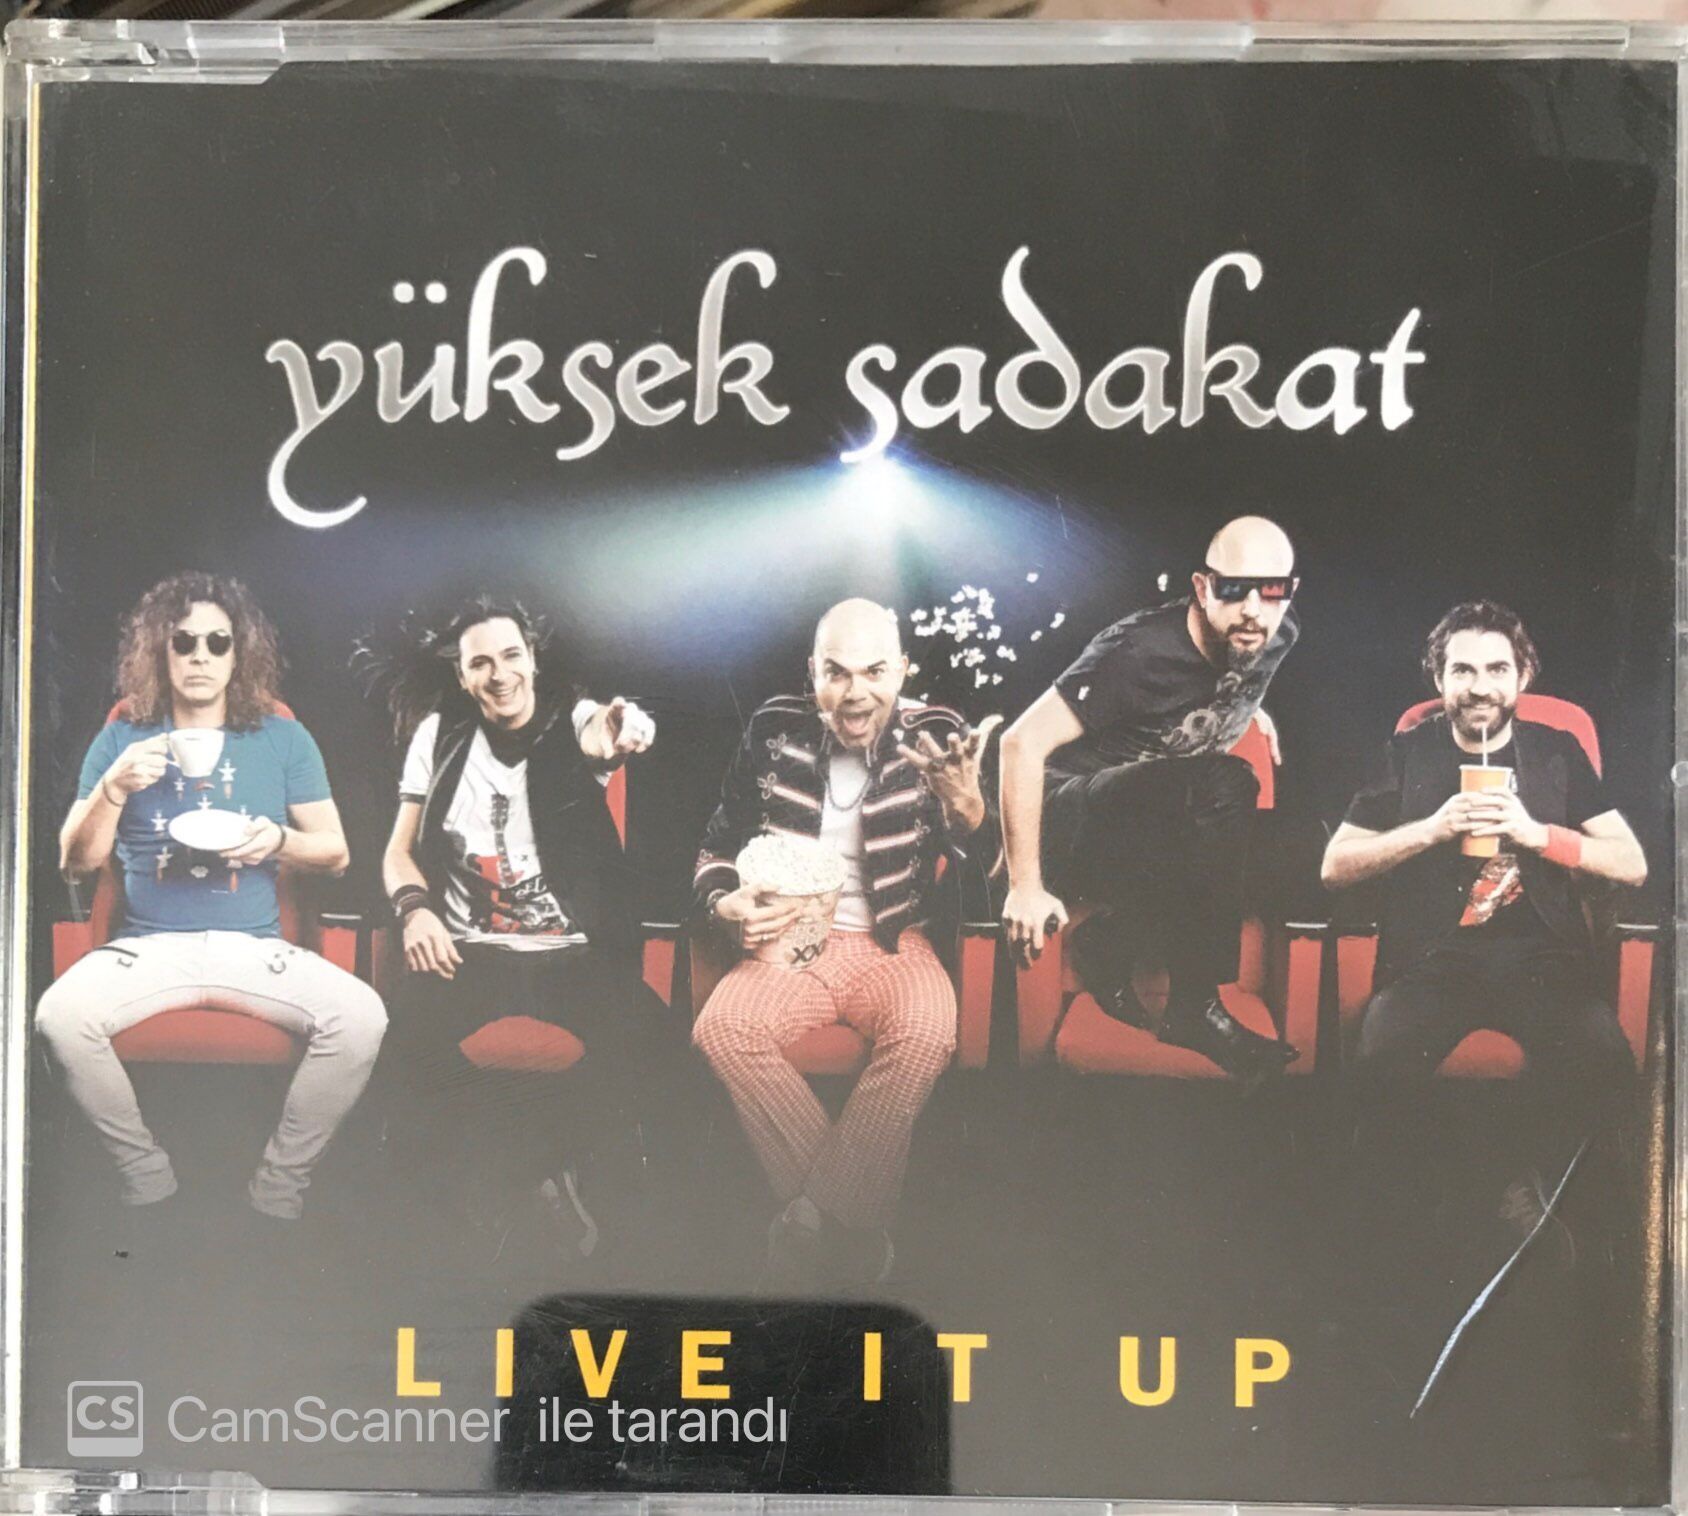 yüksek sadakat
LIVE IT UP
CS CamScanner ile tarandı